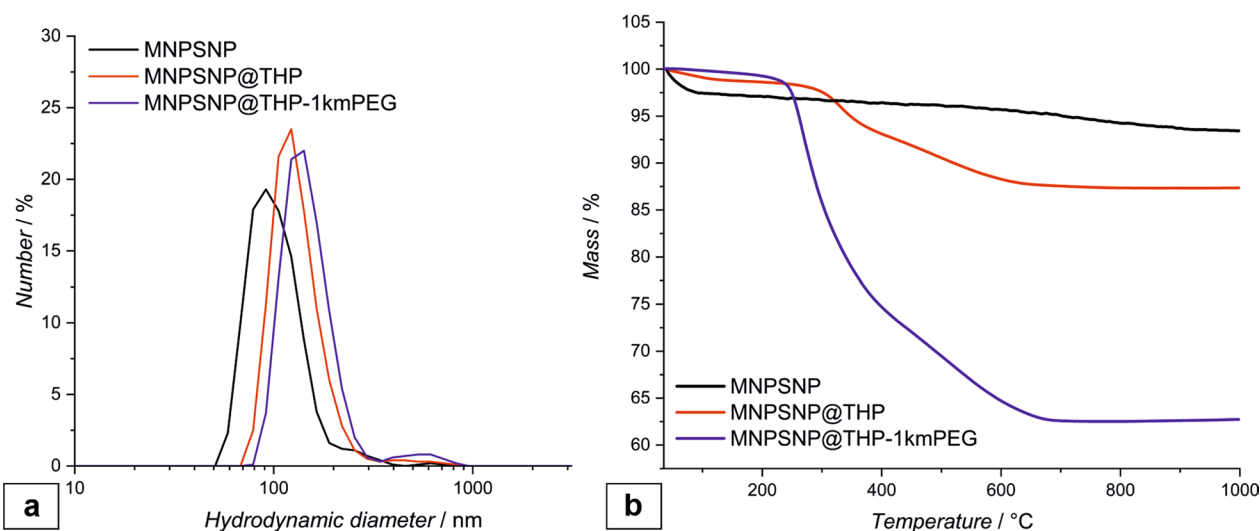 30
25
20
15
10
5
0
Number / %
MNPSNP
MNPSNP@THP
MNPSNP@THP-1kmPEG
10
100
1000
Hydrodynamic diameter / nm
a
105
100
95
90
85
80
75
70
65
60
Mass / %
MNPSNP
MNPSNP@THP
MNPSNP@THP-1kmPEG
200
400
600
800
1000
Temperature / °C
b